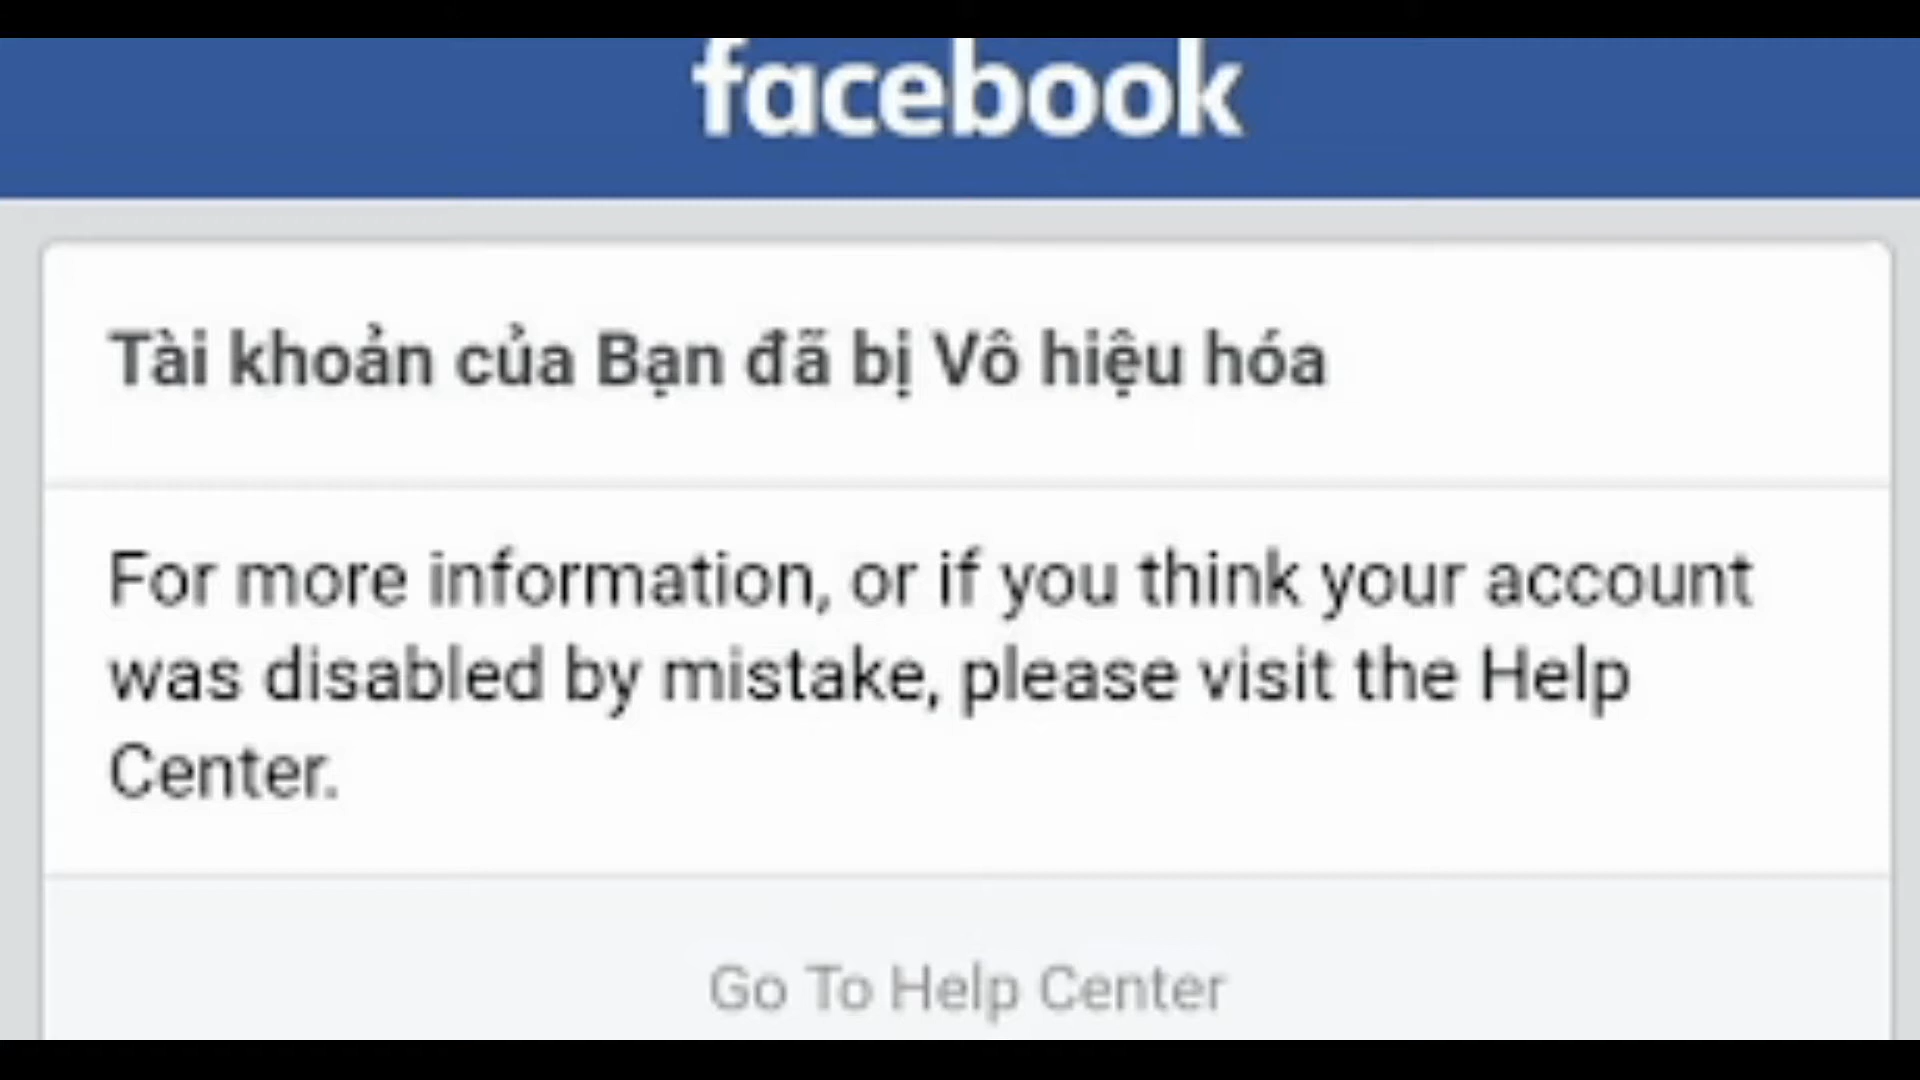 facebook
Tài khoản của Bạn đã bị Vô hiệu hóa
For more information, or if you think your account
was disabled by mistake, please visit the Help
Center.
Go To Help Center